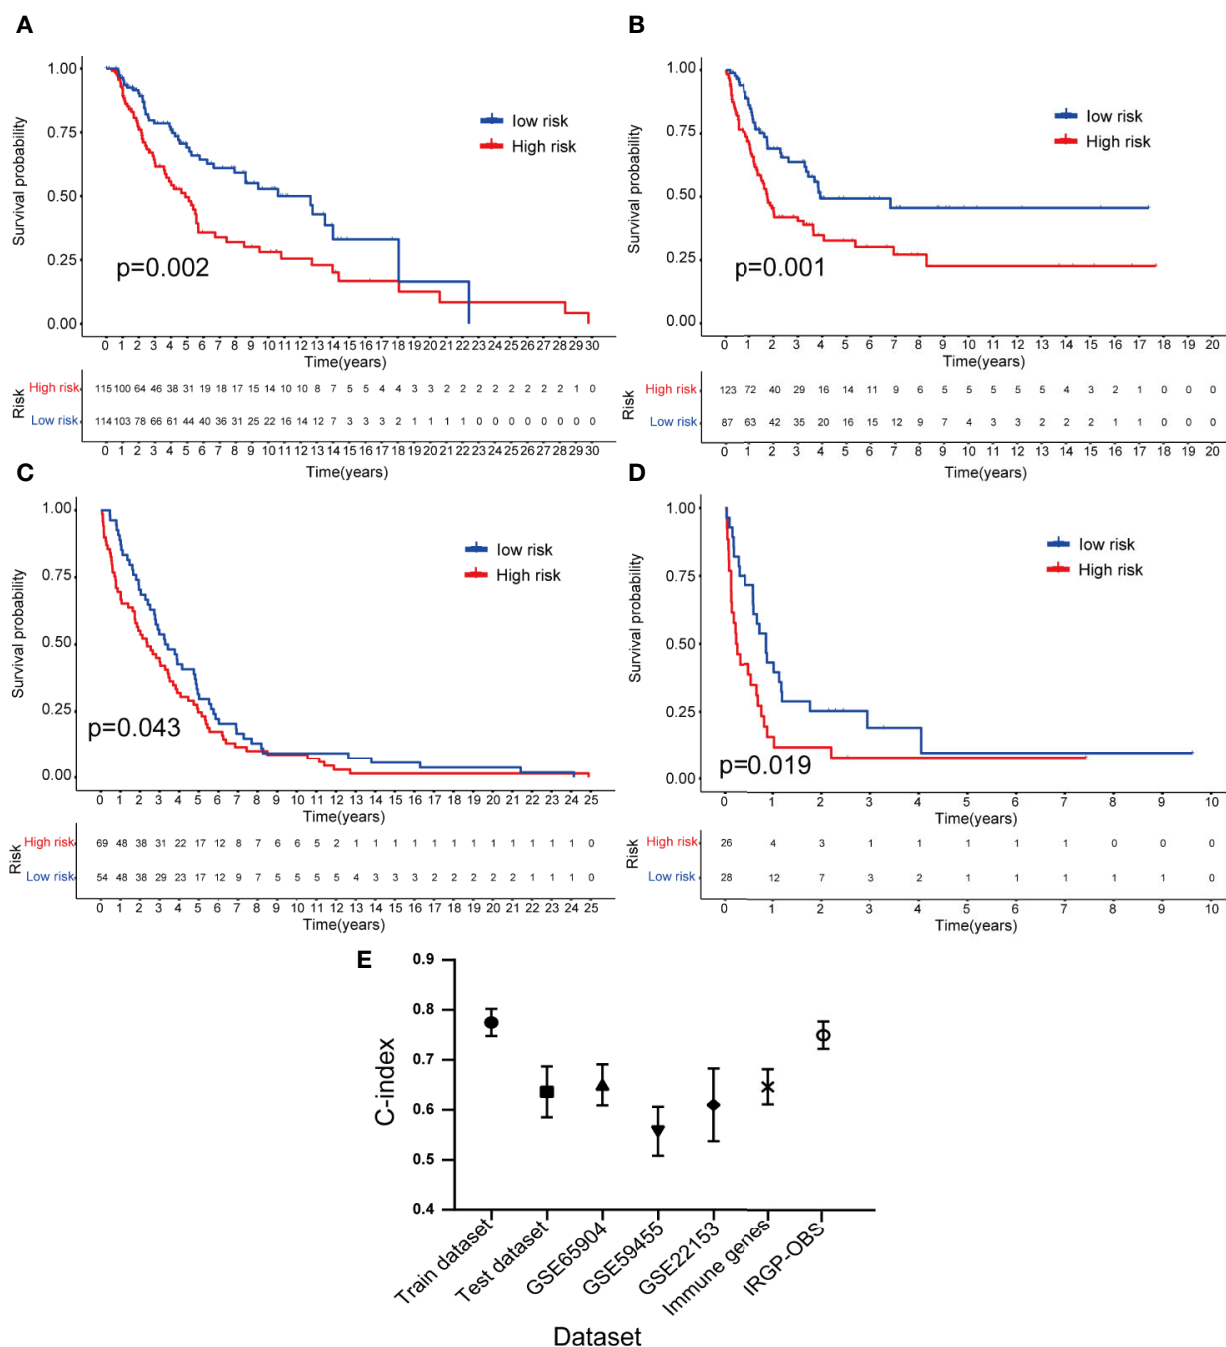 A
1.00
0.75
0.50
0.25
0.00
Survival probability
low risk
High risk
p=0.002
0 1 2 3 4 5 6 7 8 9 10 11 12 13 14 15 16 17 18 19 20 21 22 23 24 25 26 27 28 29 30
Time(years)
Risk
High risk 115 100 64 46 38 31 19 18 17 15 14 10 10 8 7 5 5 4 4 3 3 2 2 2 2 2 2 2 2 1 0
Low risk 114 103 78 66 61 44 40 36 31 25 22 16 14 12 7 3 3 3 2 1 1 1 1 0 0 0 0 0 0 0 0
0 1 2 3 4 5 6 7 8 9 10 11 12 13 14 15 16 17 18 19 20 21 22 23 24 25 26 27 28 29 30
Time(years)
B
1.00
0.75
0.50
0.25
0.00
Survival probability
low risk
High risk
p=0.001
0 1 2 3 4 5 6 7 8 9 10 11 12 13 14 15 16 17 18 19 20
Time(years)
Risk
High risk 123 72 40 29 16 14 11 9 6 5 5 5 5 5 4 3 2 1 0 0 0
Low risk 87 63 42 35 20 16 15 12 9 7 4 3 3 2 2 2 1 1 0 0 0
0 1 2 3 4 5 6 7 8 9 10 11 12 13 14 15 16 17 18 19 20
Time(years)
C
1.00
0.75
0.50
0.25
0.00
Survival probability
low risk
High risk
p=0.043
0 1 2 3 4 5 6 7 8 9 10 11 12 13 14 15 16 17 18 19 20 21 22 23 24 25
Time(years)
Risk
High risk 69 48 38 31 22 17 12 8 7 6 6 5 2 1 1 1 1 1 1 1 1 1 1 1 1 0
Low risk 54 48 38 29 23 17 12 9 7 5 5 5 5 4 3 3 3 2 2 2 2 2 1 1 1 0
0 1 2 3 4 5 6 7 8 9 10 11 12 13 14 15 16 17 18 19 20 21 22 23 24 25
Time(years)
D
1.00
0.75
0.50
0.25
0.00
Survival probability
low risk
High risk
p=0.019
0 1 2 3 4 5 6 7 8 9 10
Time(years)
Risk
High risk 26 4 3 1 1 1 1 1 0 0 0
Low risk 28 12 7 3 2 1 1 1 1 1 0
0 1 2 3 4 5 6 7 8 9 10
Time(years)
E
0.9
0.8
0.7
0.6
0.5
0.4
C-index
Train dataset
Test dataset
GSE65904
GSE59455
GSE22153
Immune genes
IRGP-OBS
Dataset